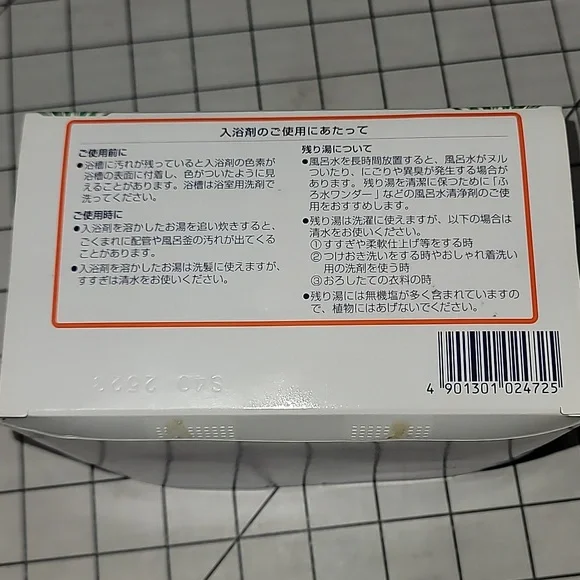 入浴剤のご使用にあたって
ご使用前に
●浴槽に汚れが残っていると入浴剤の色素が
浴槽の表面に付着し、色がついたように見
えることがあります。浴槽は浴室用洗剤で
洗ってください。
ご使用時に
●入浴剤を溶かしたお湯を追い炊きすると、
ごくまれに配管や風呂釜の汚れが出てくる
ことがあります。
●入浴剤を溶かしたお湯は洗髪に使えますが、
すすぎは清水をお使いください。
残り湯について
●風呂水を長時間放置すると、風呂水がヌル
ついたり、にごりや異臭が発生する場合が
あります。 残り湯を清潔に保つために「ふ
ろ水ワンダー」などの風呂水清浄剤のご使
用をおすすめします。
●残り湯は洗濯に使えますが、以下の場合は
清水をお使いください。
①すすぎや柔軟仕上げ等をする時
②つけおき洗いをする時やおしゃれ着洗い
用の洗剤を使う時
③おろしたての衣料の時
●残り湯には無機塩が多く含まれていますの
で、植物にはあげないでください。
4 901301 024725